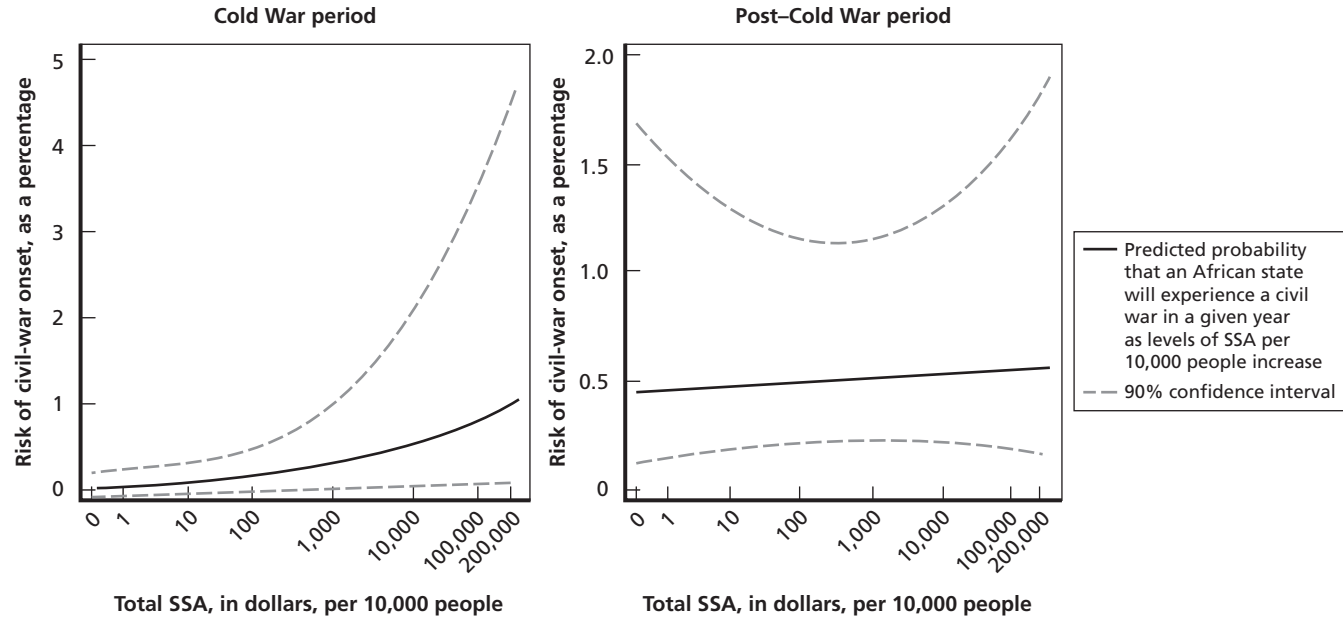 Cold War period
Risk of civil-war onset, as a percentage
5
4
3
2
1
0
0
1
10
100
1,000
10,000
100,000
200,000
Total SSA, in dollars, per 10,000 people
Post–Cold War period
Risk of civil-war onset, as a percentage
2.0
1.5
1.0
0.5
0
0
1
10
100
1,000
10,000
100,000
200,000
Total SSA, in dollars, per 10,000 people
Predicted probability
that an African state
will experience a civil
war in a given year
as levels of SSA per
10,000 people increase
90% confidence interval